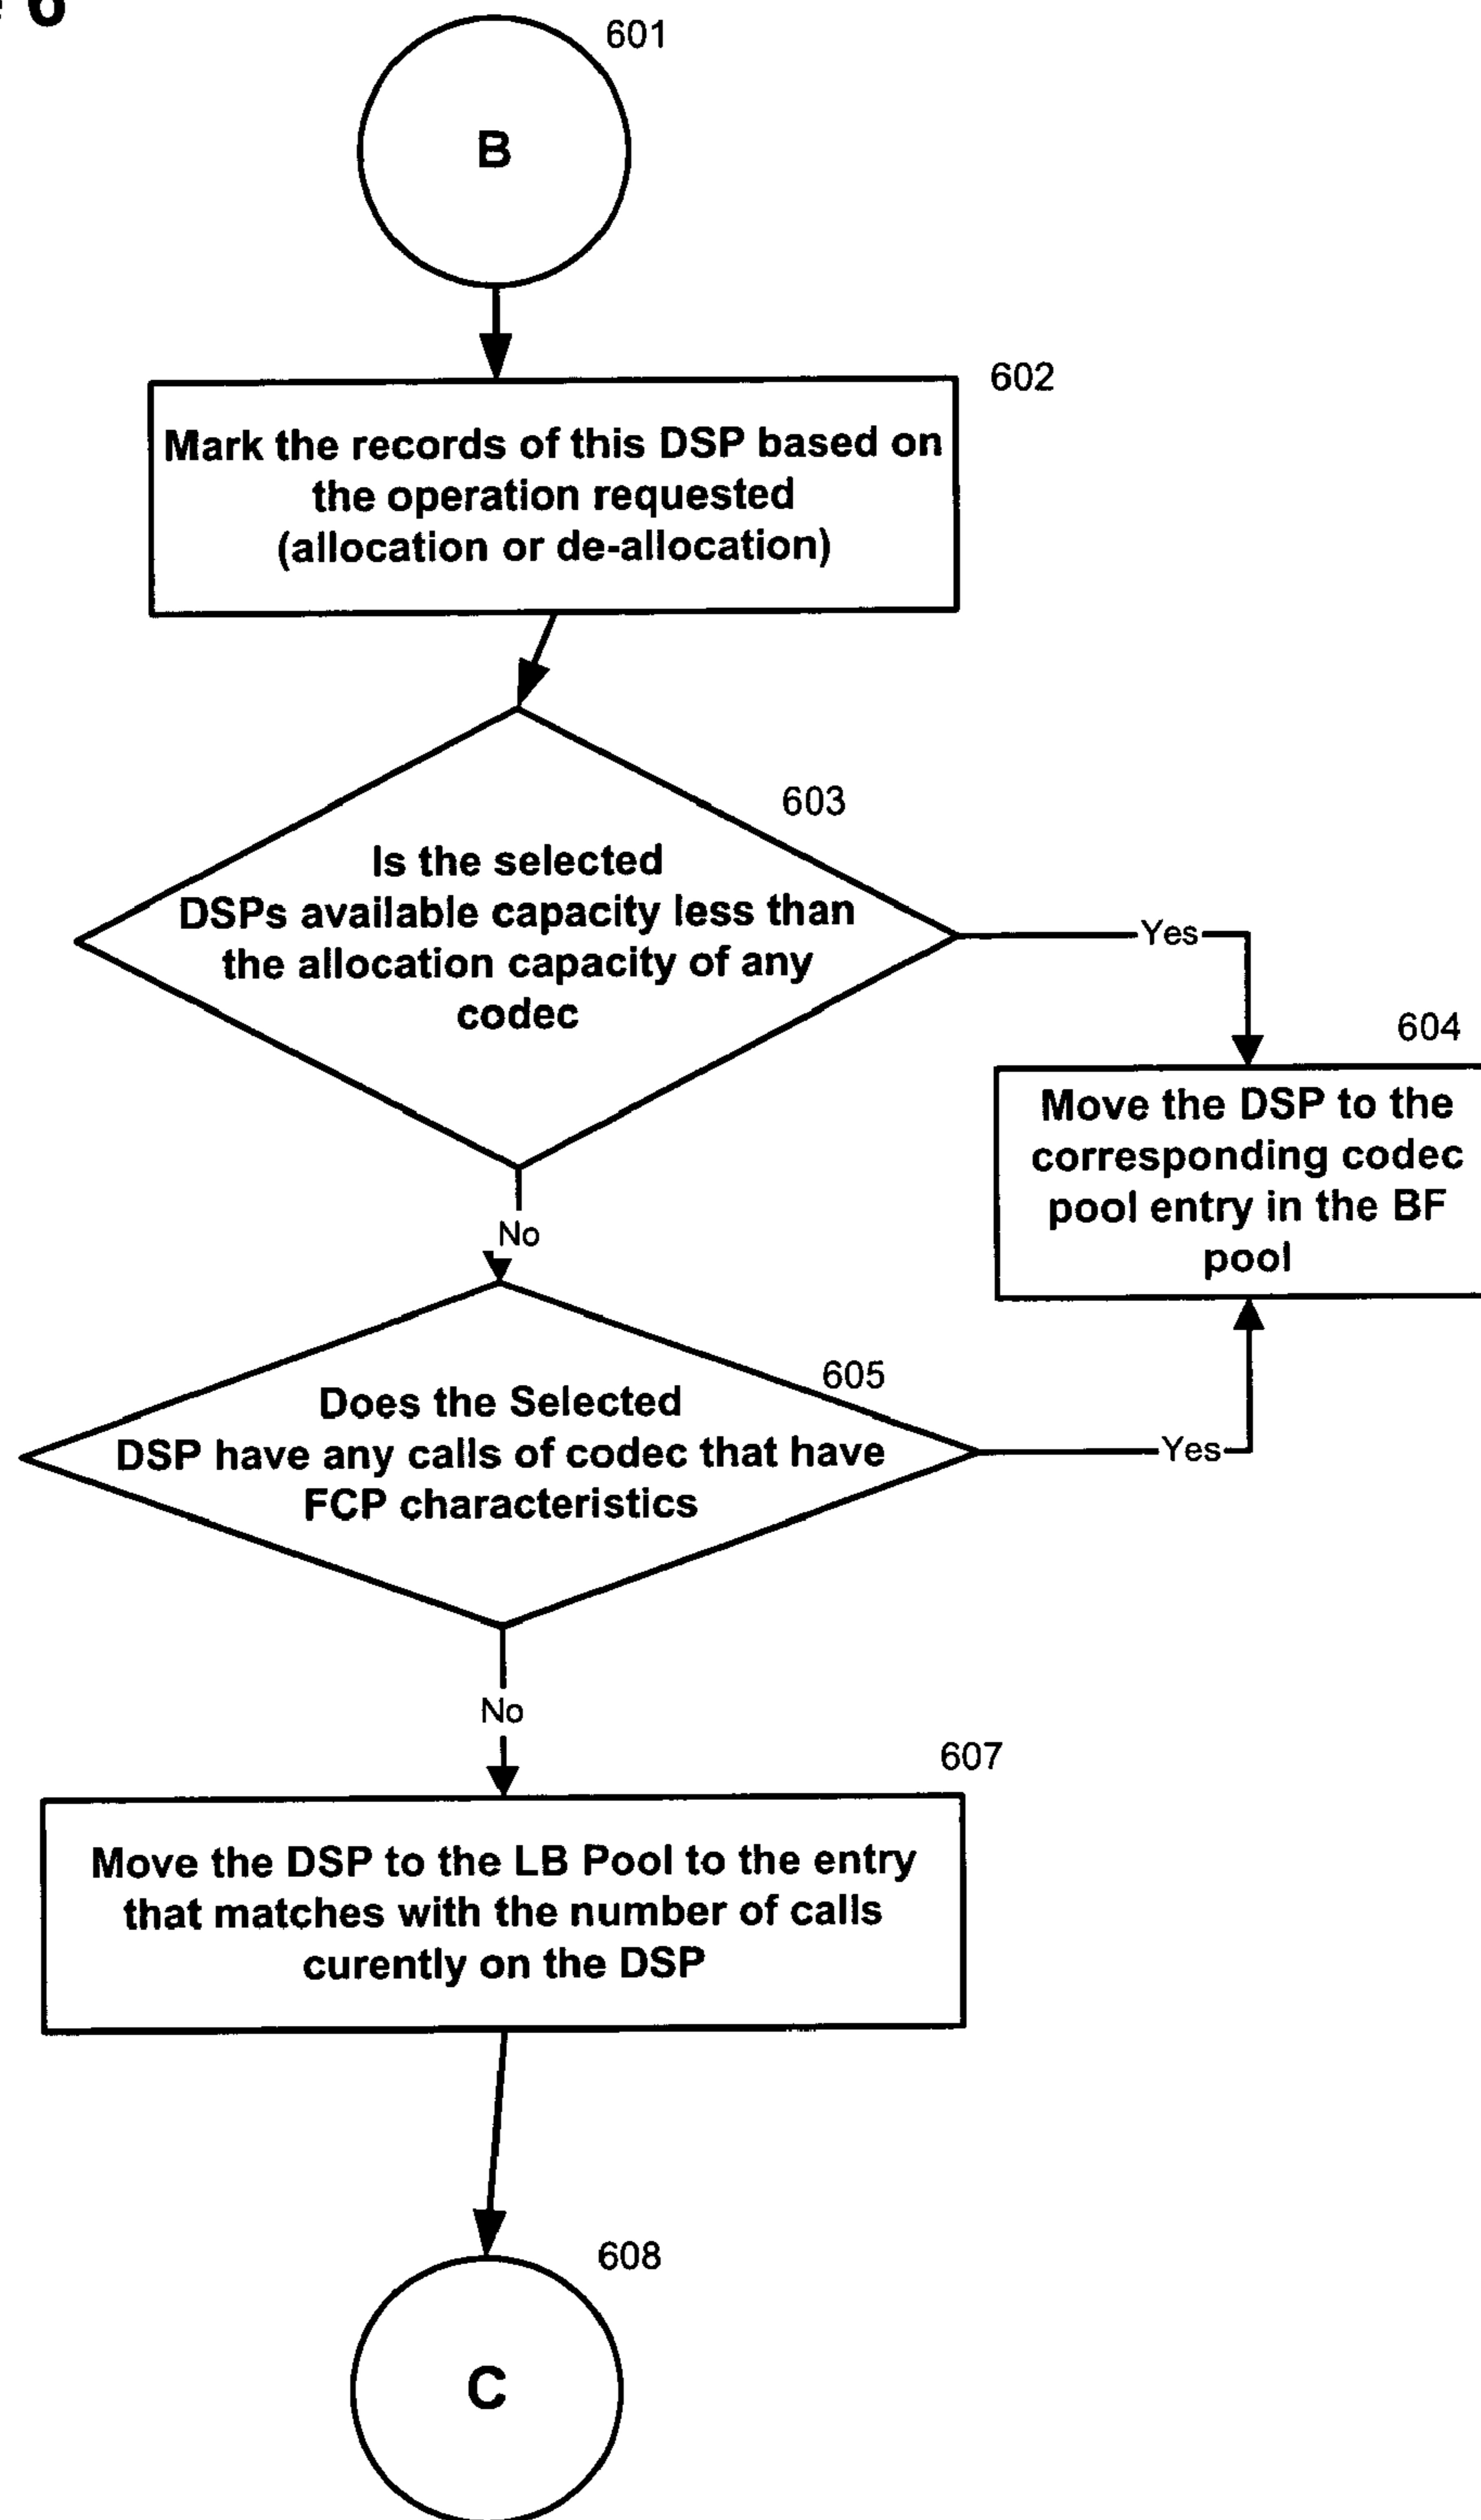 6
601
B
602
Mark the records of this DSP based on
the operation requested
(allocation or de-allocation)
603
Is the selected
DSPs available capacity less than
the allocation capacity of any
codec
Yes
604
Move the DSP to the
corresponding codec
pool entry in the BF
pool
No
605
Does the Selected
DSP have any calls of codec that have
FCP characteristics
Yes
No
607
Move the DSP to the LB Pool to the entry
that matches with the number of calls
curently on the DSP
608
C